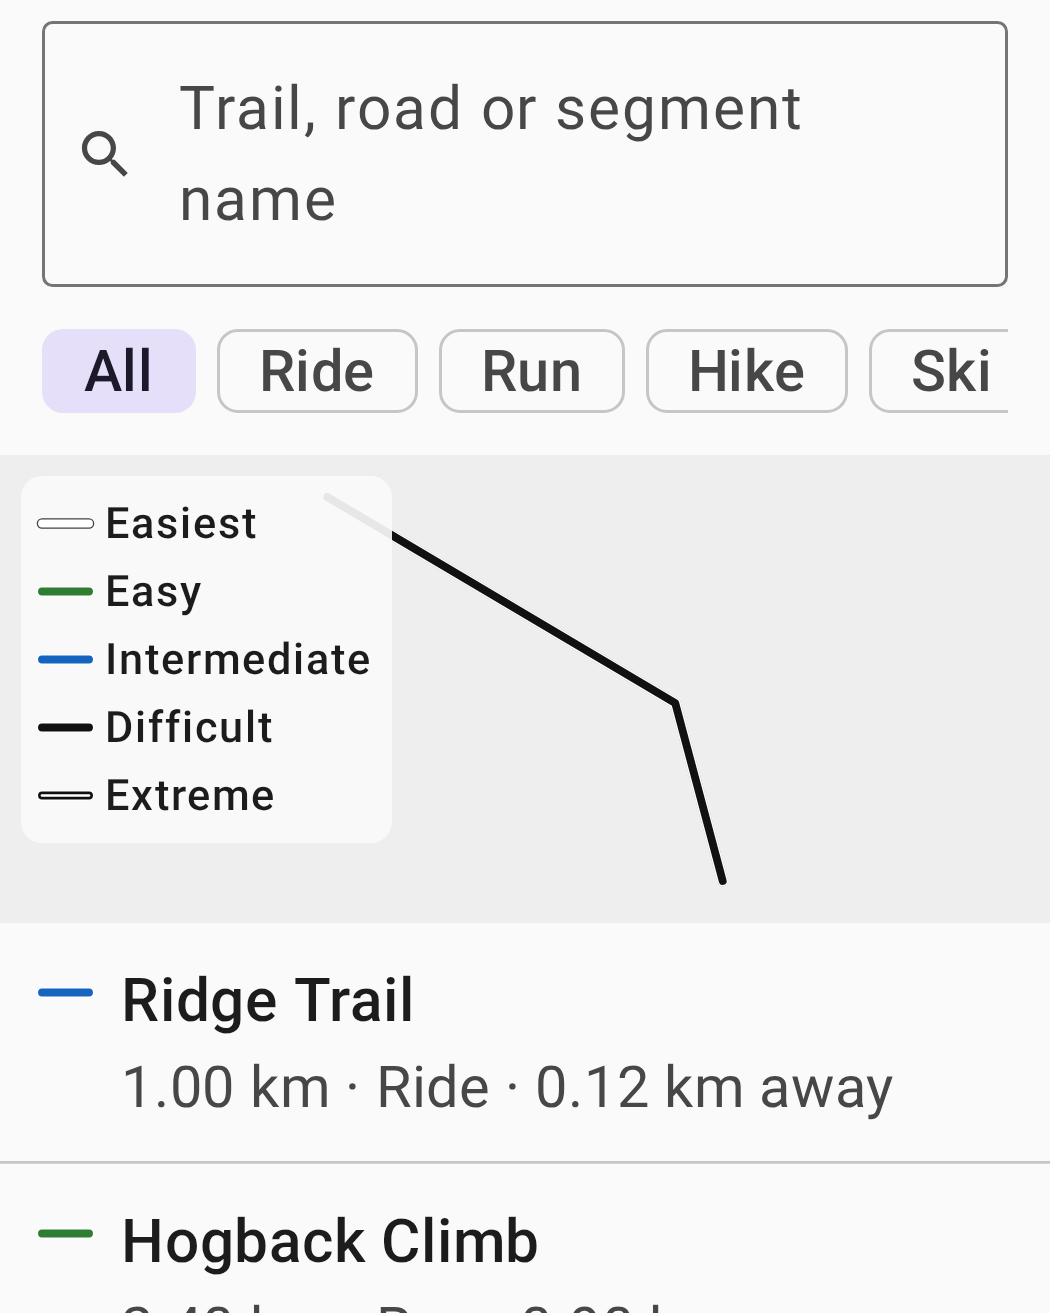 Trail, road or segment
name
All Ride Run Hike Ski
Easiest
Easy
Intermediate
Difficult
Extreme
Ridge Trail
1.00 km · Ride · 0.12 km away
Hogback Climb